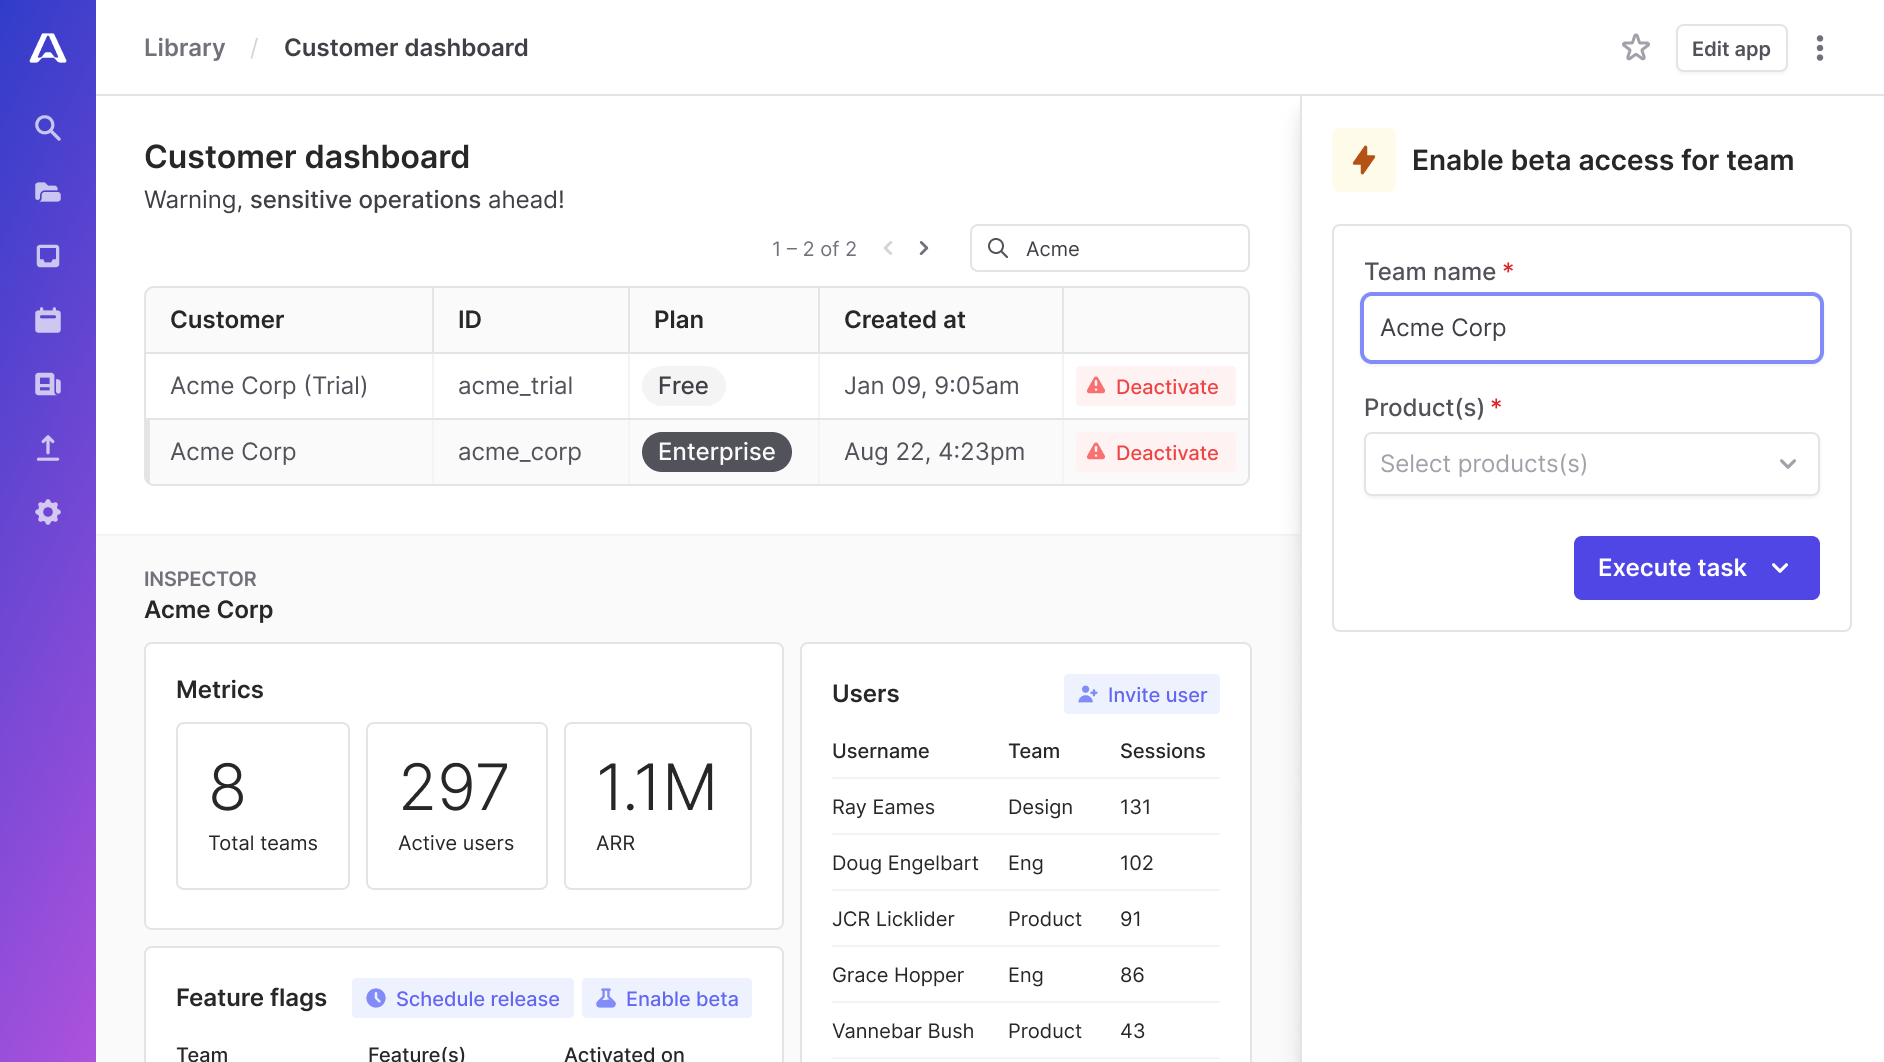 Library / Customer dashboard
Edit app
Customer dashboard
Warning, sensitive operations ahead!
1 – 2 of 2
Acme
Customer ID Plan Created at
Acme Corp (Trial) acme_trial Free Jan 09, 9:05am Deactivate
Acme Corp acme_corp Enterprise Aug 22, 4:23pm Deactivate
INSPECTOR
Acme Corp
Metrics
8
Total teams
297
Active users
1.1M
ARR
Feature flags
Schedule release
Enable beta
Team Feature(s) Activated on
Users
Invite user
Username Team Sessions
Ray Eames Design 131
Doug Engelbart Eng 102
JCR Licklider Product 91
Grace Hopper Eng 86
Vannebar Bush Product 43
Enable beta access for team
Team name *
Acme Corp
Product(s) *
Select products(s)
Execute task